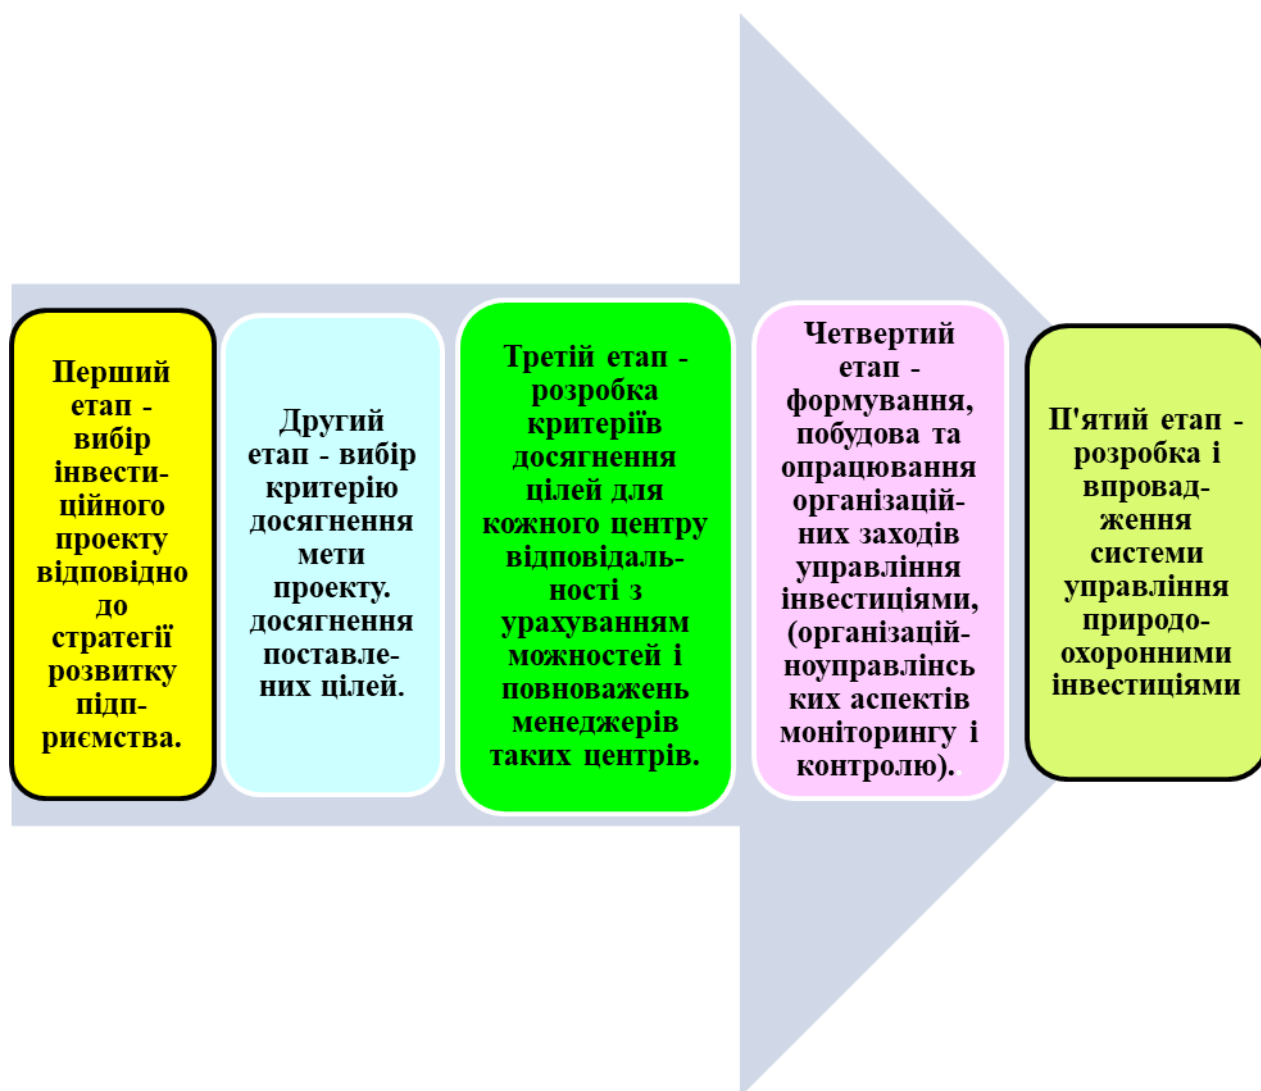 Перший
етап -
вибір
інвести-
ційного
проекту
відповідно
до
стратегії
розвитку
підп-
риємства.
Другий
етап - вибір
критерію
досягнення
мети
проекту.
досягнення
поставле-
них цілей.
Третій етап -
розробка
критеріїв
досягнення
цілей для
кожного центру
відповідаль-
ності з
урахуванням
можностей і
повноважень
менеджерів
таких центрів.
Четвертий
етап -
формування,
побудова та
опрацювання
організацій-
них заходів
управління
інвестиціями,
(організацій-
ноуправлінсь
ких аспектів
моніторингу і
контролю).
П'ятий етап -
розробка і
впровад-
ження
системи
управління
природо-
охоронними
інвестиціями